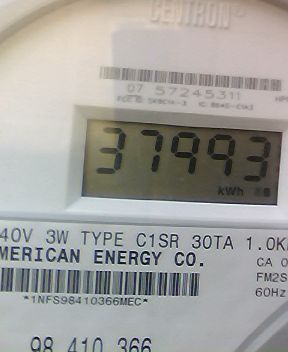 CENTRON®
07 57245311
37993
kWh
40V 3W TYPE C1SR 30TA 1.0K
MERICAN ENERGY CO.
CA 0
FM2S
60Hz
*1NFS98410366MEC*
98 410 366